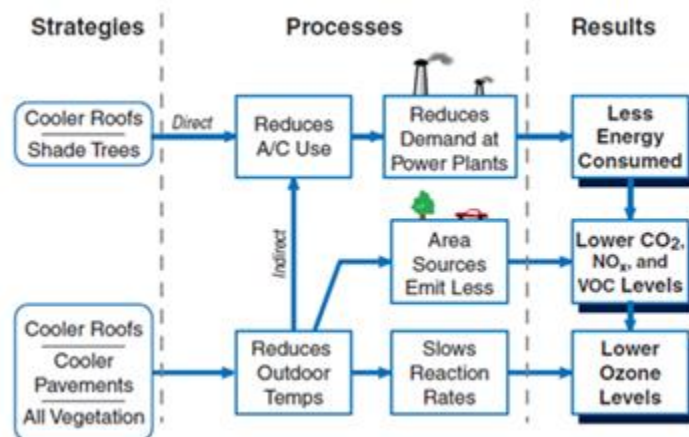 Strategies
Processes
Results
Cooler Roofs
Shade Trees
Direct
Reduces
A/C Use
Reduces
Demand at
Power Plants
Less
Energy
Consumed
Indirect
Area
Sources
Emit Less
Lower CO₂,
NOₓ, and
VOC Levels
Cooler Roofs
Cooler
Pavements
All Vegetation
Reduces
Outdoor
Temps
Slows
Reaction
Rates
Lower
Ozone
Levels